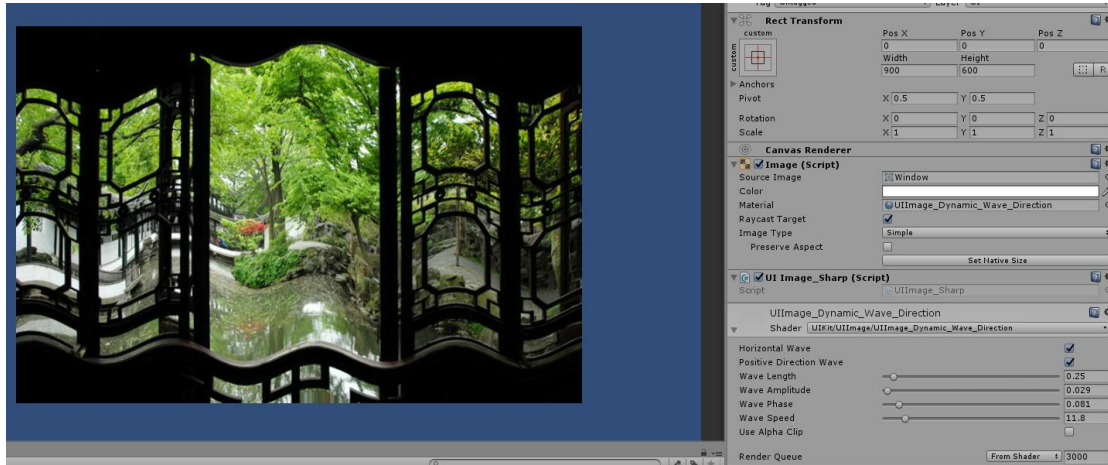 Rect Transform
custom
custom
Pos X Pos Y Pos Z
0 0 0
Width Height
900 600
R
Anchors
Pivot X 0.5 Y 0.5
Rotation X 0 Y 0 Z 0
Scale X 1 Y 1 Z 1
Canvas Renderer
Image (Script)
Source Image Window
Color
Material UIImage_Dynamic_Wave_Direction
Raycast Target
Image Type Simple
Preserve Aspect
Set Native Size
UI Image_Sharp (Script)
Script UIImage_Sharp
UIImage_Dynamic_Wave_Direction
Shader UIKit/UIImage/UIImage_Dynamic_Wave_Direction
Horizontal Wave
Positive Direction Wave
Wave Length 0.25
Wave Amplitude 0.029
Wave Phase 0.081
Wave Speed 11.8
Use Alpha Clip
Render Queue From Shader 3000